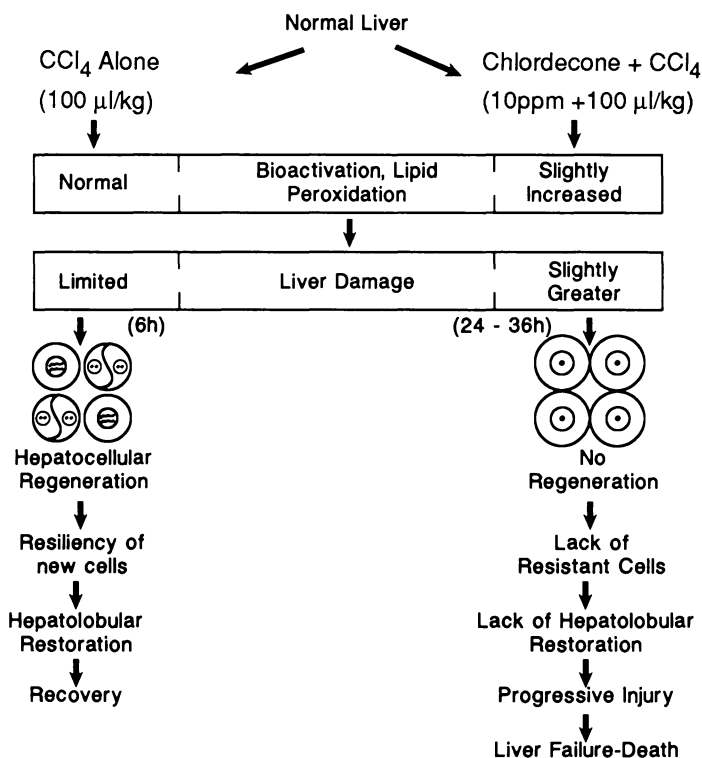 Normal Liver
CCl4 Alone
(100 µl/kg)
Chlordecone + CCl4
(10ppm +100 µl/kg)
Normal
Bioactivation, Lipid
Peroxidation
Slightly
Increased
Limited
Liver Damage
Slightly
Greater
(6h)
(24 - 36h)
Hepatocellular
Regeneration
No
Regeneration
Resiliency of
new cells
Lack of
Resistant Cells
Hepatolobular
Restoration
Lack of Hepatolobular
Restoration
Recovery
Progressive Injury
Liver Failure-Death